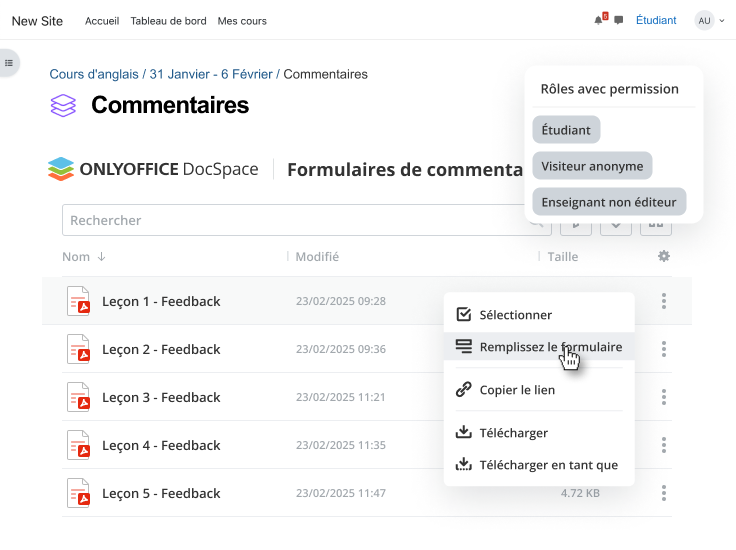 New Site Accueil Tableau de bord Mes cours 5 Étudiant AU
Cours d'anglais / 31 Janvier - 6 Février / Commentaires
Commentaires
Rôles avec permission
Étudiant
Visiteur anonyme
Enseignant non éditeur
ONLYOFFICE DocSpace Formulaires de commenta
Rechercher
Nom Modifié Taille
Leçon 1 - Feedback 23/02/2025 09:28
Leçon 2 - Feedback 23/02/2025 09:36
Leçon 3 - Feedback 23/02/2025 11:21
Leçon 4 - Feedback 23/02/2025 11:35
Leçon 5 - Feedback 23/02/2025 11:47 4.72 KB
Sélectionner
Remplissez le formulaire
Copier le lien
Télécharger
Télécharger en tant que